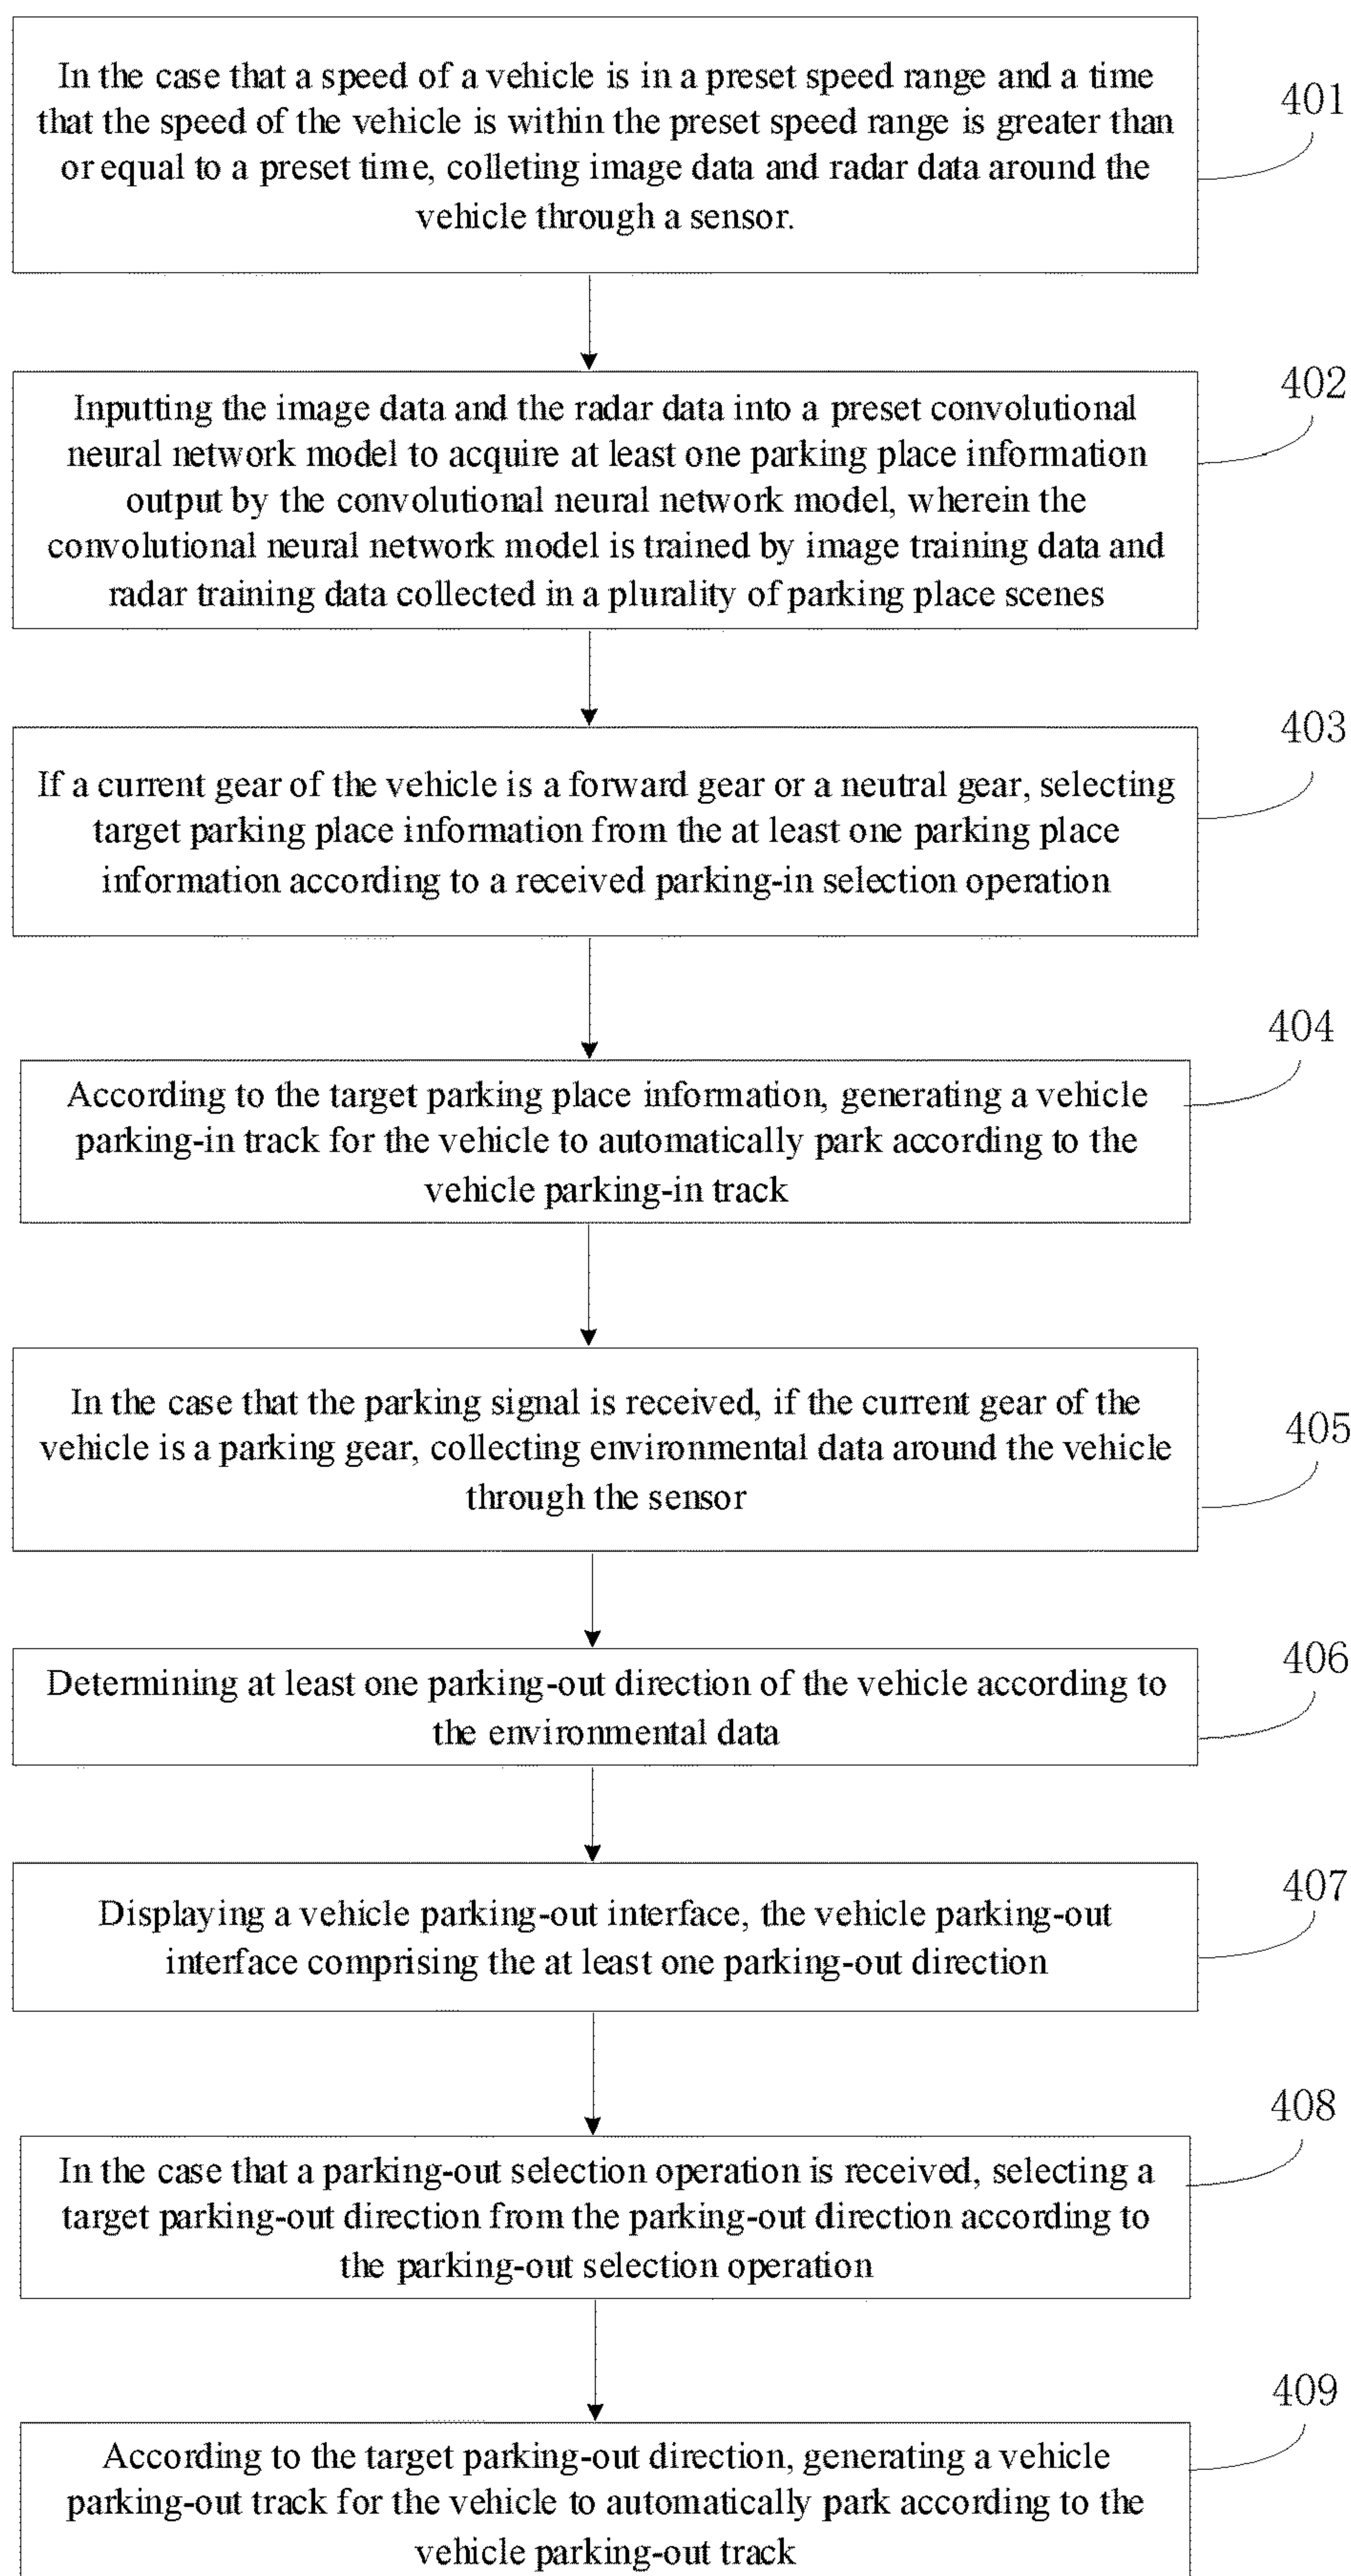 In the case that a speed of a vehicle is in a preset speed range and a time
that the speed of the vehicle is within the preset speed range is greater than
or equal to a preset time, colleting image data and radar data around the
vehicle through a sensor.
401
Inputting the image data and the radar data into a preset convolutional
neural network model to acquire at least one parking place information
output by the convolutional neural network model, wherein the
convolutional neural network model is trained by image training data and
radar training data collected in a plurality of parking place scenes
402
If a current gear of the vehicle is a forward gear or a neutral gear, selecting
target parking place information from the at least one parking place
information according to a received parking-in selection operation
403
According to the target parking place information, generating a vehicle
parking-in track for the vehicle to automatically park according to the
vehicle parking-in track
404
In the case that the parking signal is received, if the current gear of the
vehicle is a parking gear, collecting environmental data around the vehicle
through the sensor
405
Determining at least one parking-out direction of the vehicle according to
the environmental data
406
Displaying a vehicle parking-out interface, the vehicle parking-out
interface comprising the at least one parking-out direction
407
In the case that a parking-out selection operation is received, selecting a
target parking-out direction from the parking-out direction according to
the parking-out selection operation
408
According to the target parking-out direction, generating a vehicle
parking-out track for the vehicle to automatically park according to the
vehicle parking-out track
409